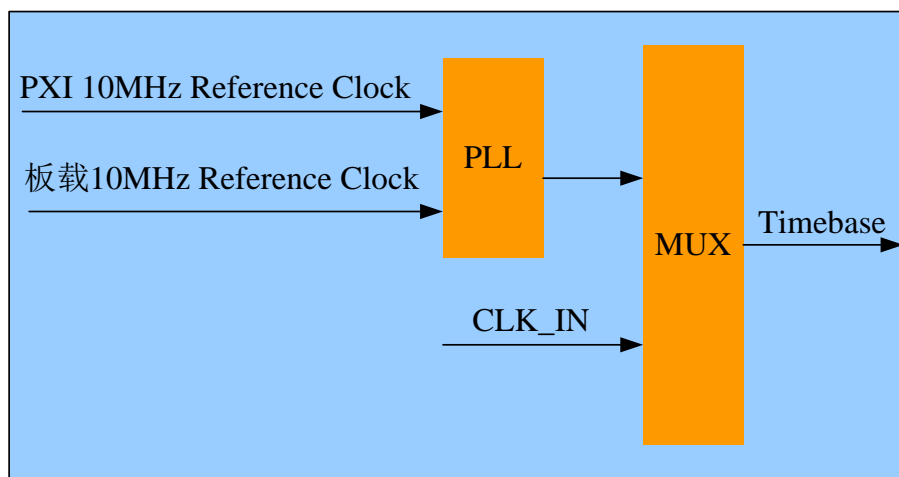 PXI 10MHz Reference Clock
板载10MHz Reference Clock
PLL
MUX
Timebase
CLK_IN